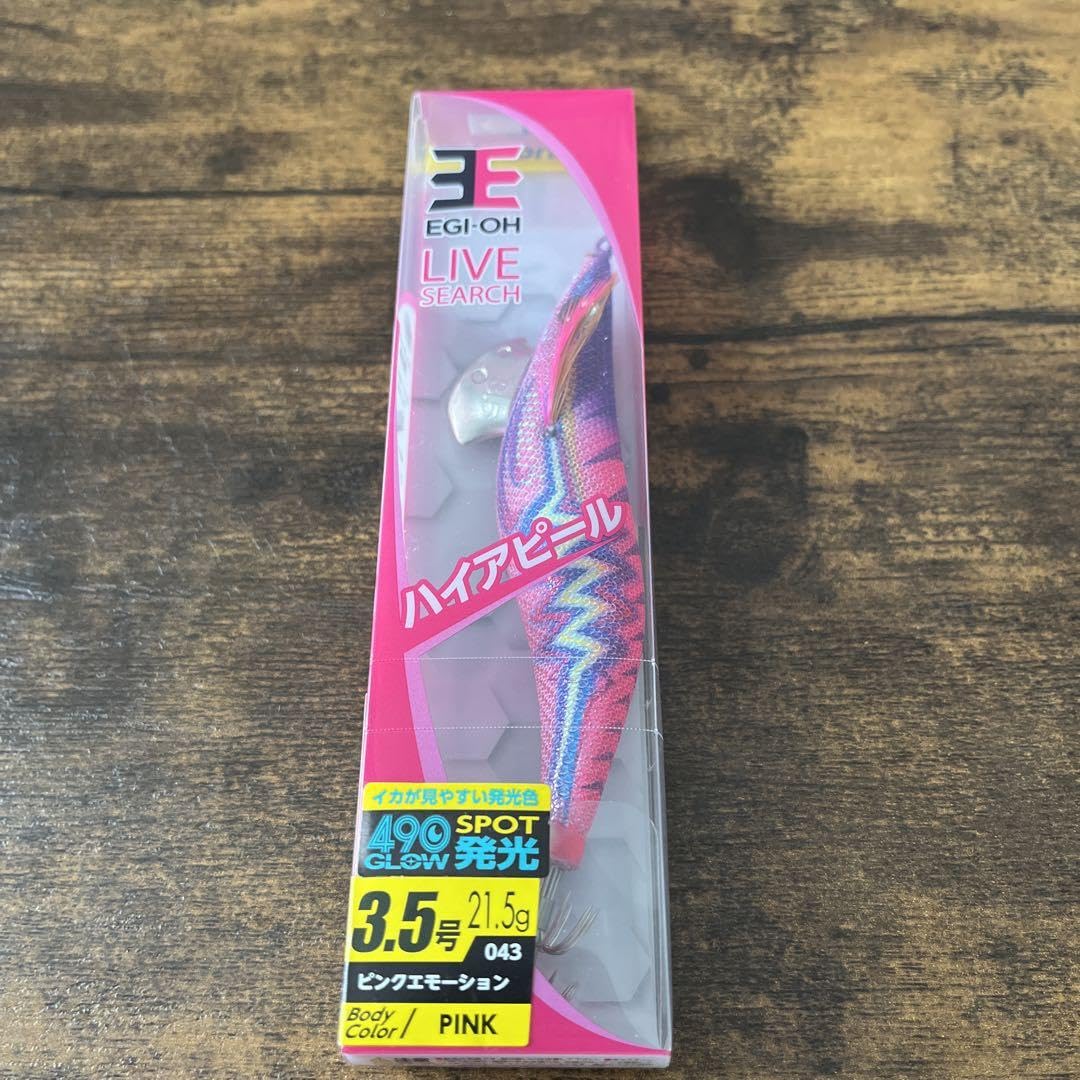 EGI-OH
LIVE
SEARCH
ハイアピール
イカが見やすい発光色
490
GLOW
SPOT
発光
3.5号
21.5g
043
ピンクエモーション
Body
Color/
PINK